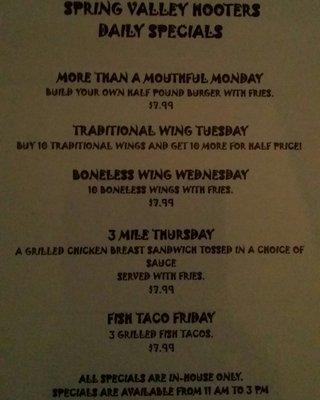 SPRING VALLEY HOOTERS
DAILY SPECIALS
MORE THAN A MOUTHFUL MONDAY
BUILD YOUR OWN HALF POUND BURGER WITH FRIES.
$7.99
TRADITIONAL WING TUESDAY
BUY 10 TRADITIONAL WINGS AND GET 10 MORE FOR HALF PRICE!
BONELESS WING WEDNESDAY
10 BONELESS WINGS WITH FRIES.
$7.99
3 MILE THURSDAY
A GRILLED CHICKEN BREAST SANDWICH TOSSED IN A CHOICE OF
SAUCE
SERVED WITH FRIES.
$7.99
FISH TACO FRIDAY
3 GRILLED FISH TACOS.
$7.99
ALL SPECIALS ARE IN-HOUSE ONLY.
SPECIALS ARE AVAILABLE FROM 11 AM TO 3 PM